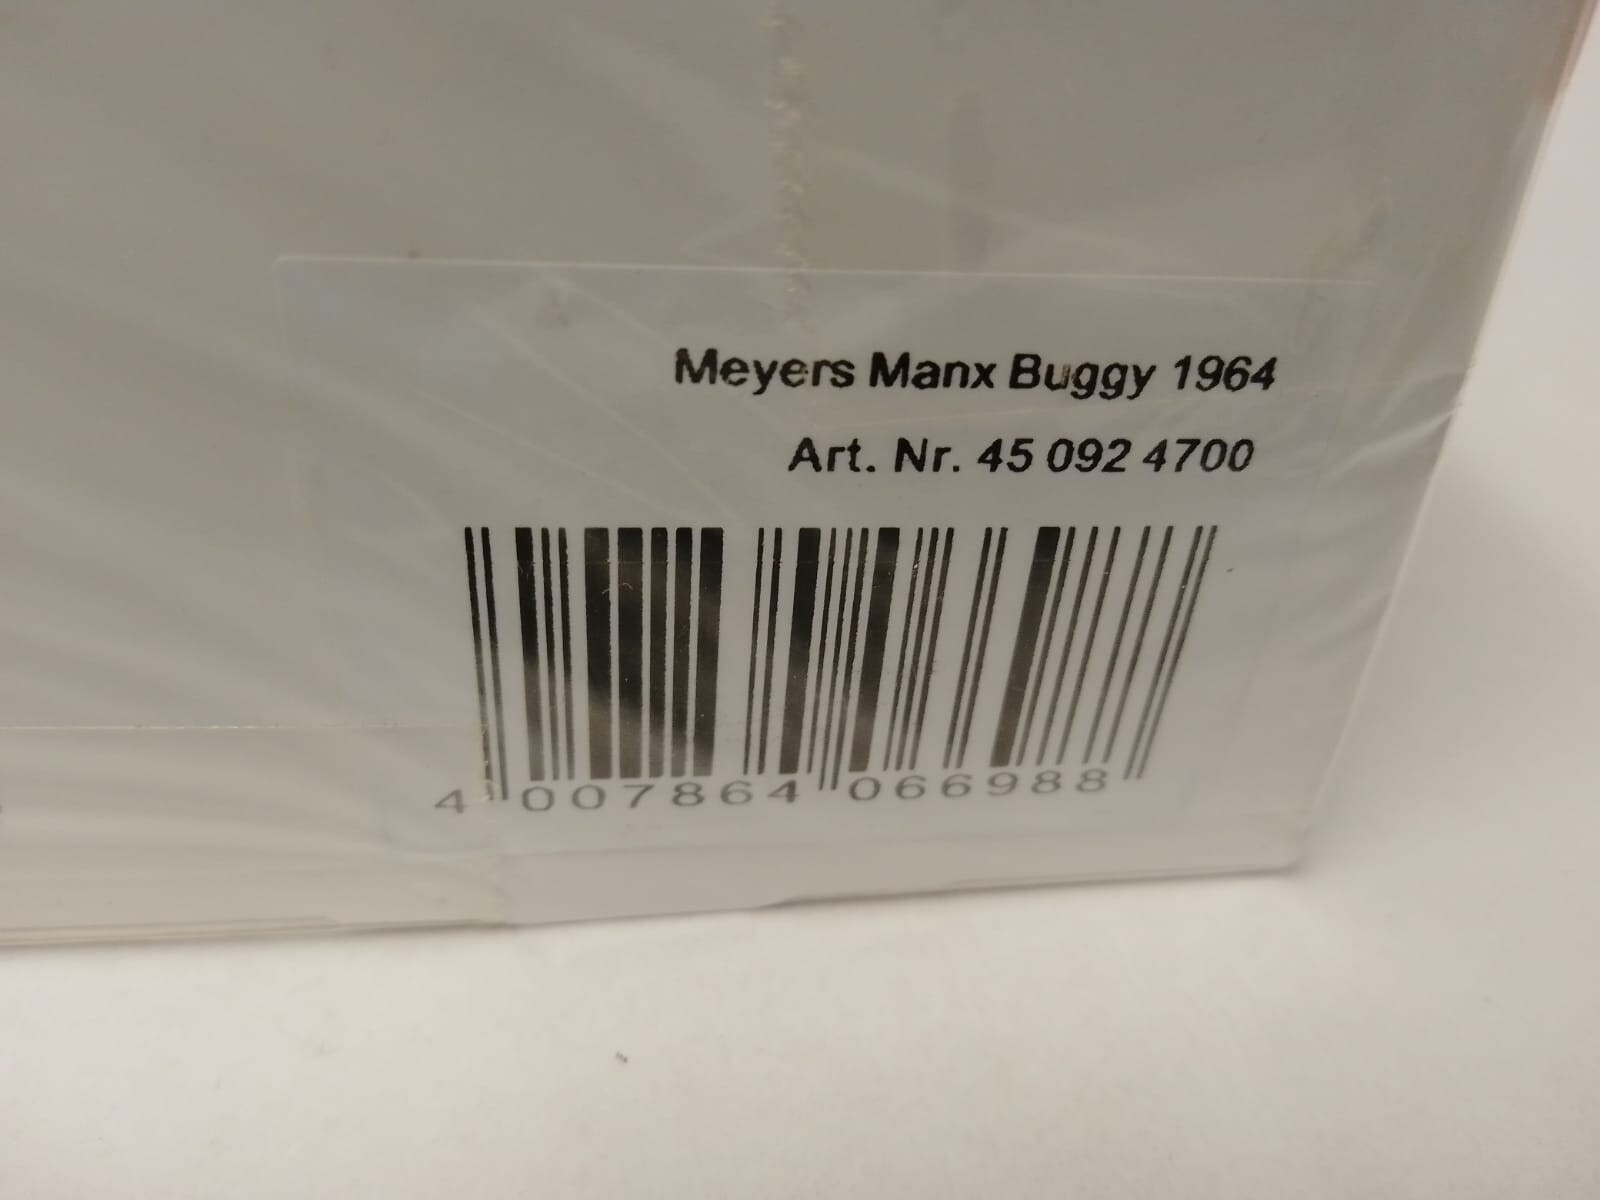 Meyers Manx Buggy 1964
Art. Nr. 45 092 4700
4 007864 066988